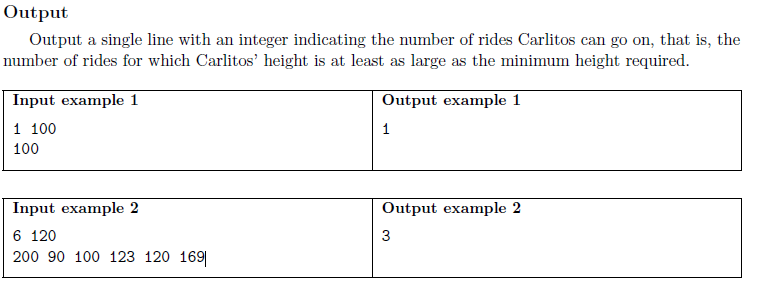 Output
Output a single line with an integer indicating the number of rides Carlitos can go on, that is, the
number of rides for which Carlitos' height is at least as large as the minimum height required.
Input example 1
Output example 1
1 100
1
100
Input example 2
Output example 2
6 120
3
200 90 100 123 120 169